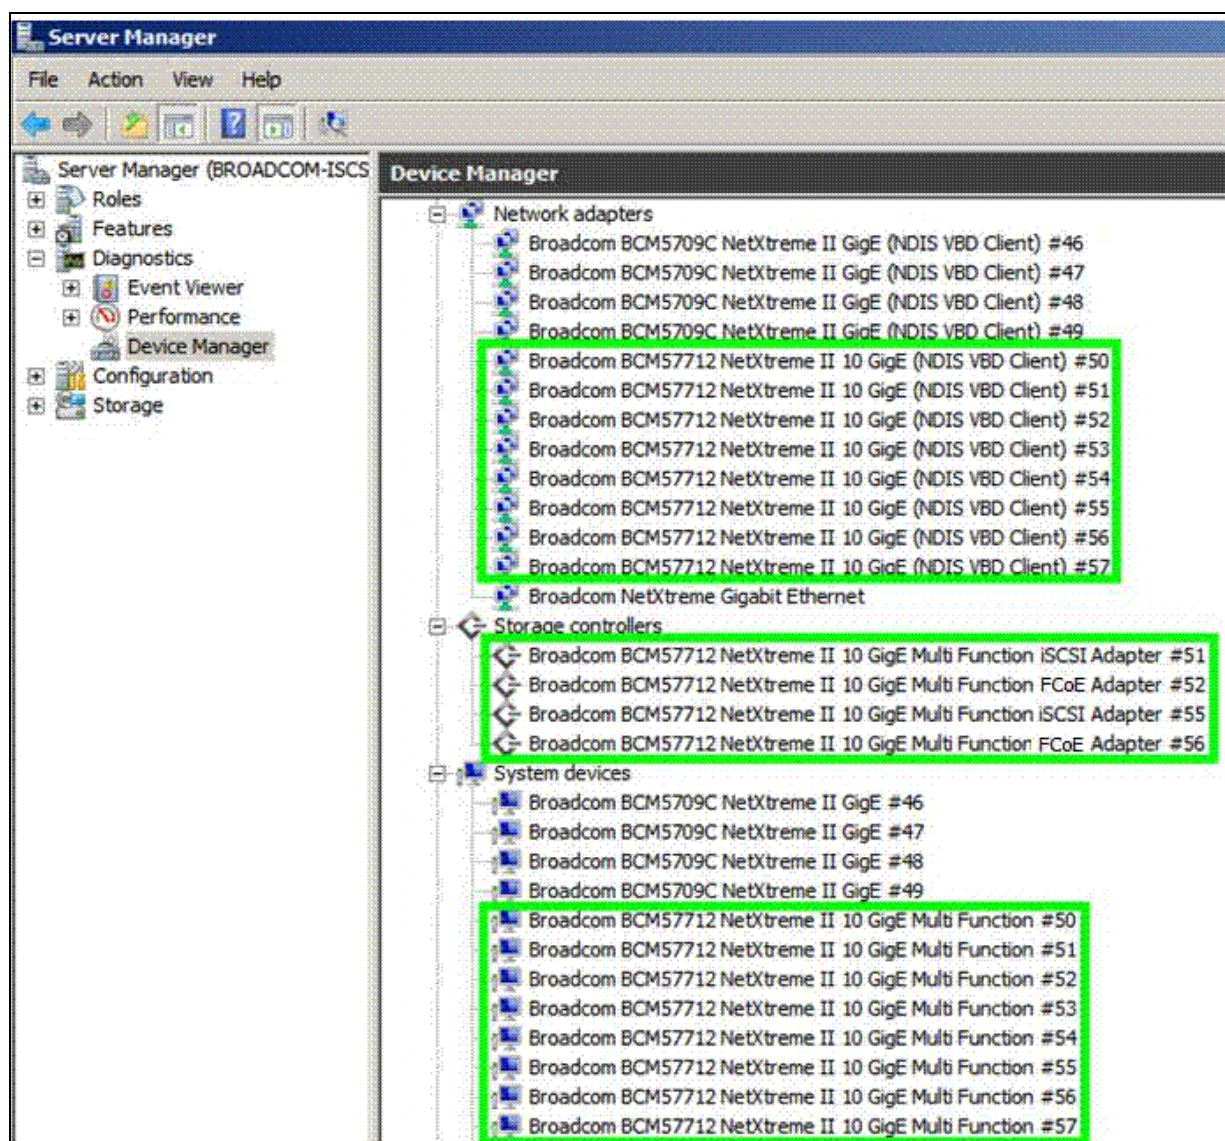 Server Manager
File Action View Help
Server Manager (BROADCOM-ISCS
Roles
Features
Diagnostics
Event Viewer
Performance
Device Manager
Configuration
Storage
Device Manager
Network adapters
Broadcom BCM5709C NetXtreme II GigE (NDIS VBD Client) #46
Broadcom BCM5709C NetXtreme II GigE (NDIS VBD Client) #47
Broadcom BCM5709C NetXtreme II GigE (NDIS VBD Client) #48
Broadcom BCM5709C NetXtreme II GigE (NDIS VBD Client) #49
Broadcom BCM57712 NetXtreme II 10 GigE (NDIS VBD Client) #50
Broadcom BCM57712 NetXtreme II 10 GigE (NDIS VBD Client) #51
Broadcom BCM57712 NetXtreme II 10 GigE (NDIS VBD Client) #52
Broadcom BCM57712 NetXtreme II 10 GigE (NDIS VBD Client) #53
Broadcom BCM57712 NetXtreme II 10 GigE (NDIS VBD Client) #54
Broadcom BCM57712 NetXtreme II 10 GigE (NDIS VBD Client) #55
Broadcom BCM57712 NetXtreme II 10 GigE (NDIS VBD Client) #56
Broadcom BCM57712 NetXtreme II 10 GigE (NDIS VBD Client) #57
Broadcom NetXtreme Gigabit Ethernet
Storage controllers
Broadcom BCM57712 NetXtreme II 10 GigE Multi Function iSCSI Adapter #51
Broadcom BCM57712 NetXtreme II 10 GigE Multi Function FCoE Adapter #52
Broadcom BCM57712 NetXtreme II 10 GigE Multi Function iSCSI Adapter #55
Broadcom BCM57712 NetXtreme II 10 GigE Multi Function FCoE Adapter #56
System devices
Broadcom BCM5709C NetXtreme II GigE #46
Broadcom BCM5709C NetXtreme II GigE #47
Broadcom BCM5709C NetXtreme II GigE #48
Broadcom BCM5709C NetXtreme II GigE #49
Broadcom BCM57712 NetXtreme II 10 GigE Multi Function #50
Broadcom BCM57712 NetXtreme II 10 GigE Multi Function #51
Broadcom BCM57712 NetXtreme II 10 GigE Multi Function #52
Broadcom BCM57712 NetXtreme II 10 GigE Multi Function #53
Broadcom BCM57712 NetXtreme II 10 GigE Multi Function #54
Broadcom BCM57712 NetXtreme II 10 GigE Multi Function #55
Broadcom BCM57712 NetXtreme II 10 GigE Multi Function #56
Broadcom BCM57712 NetXtreme II 10 GigE Multi Function #57